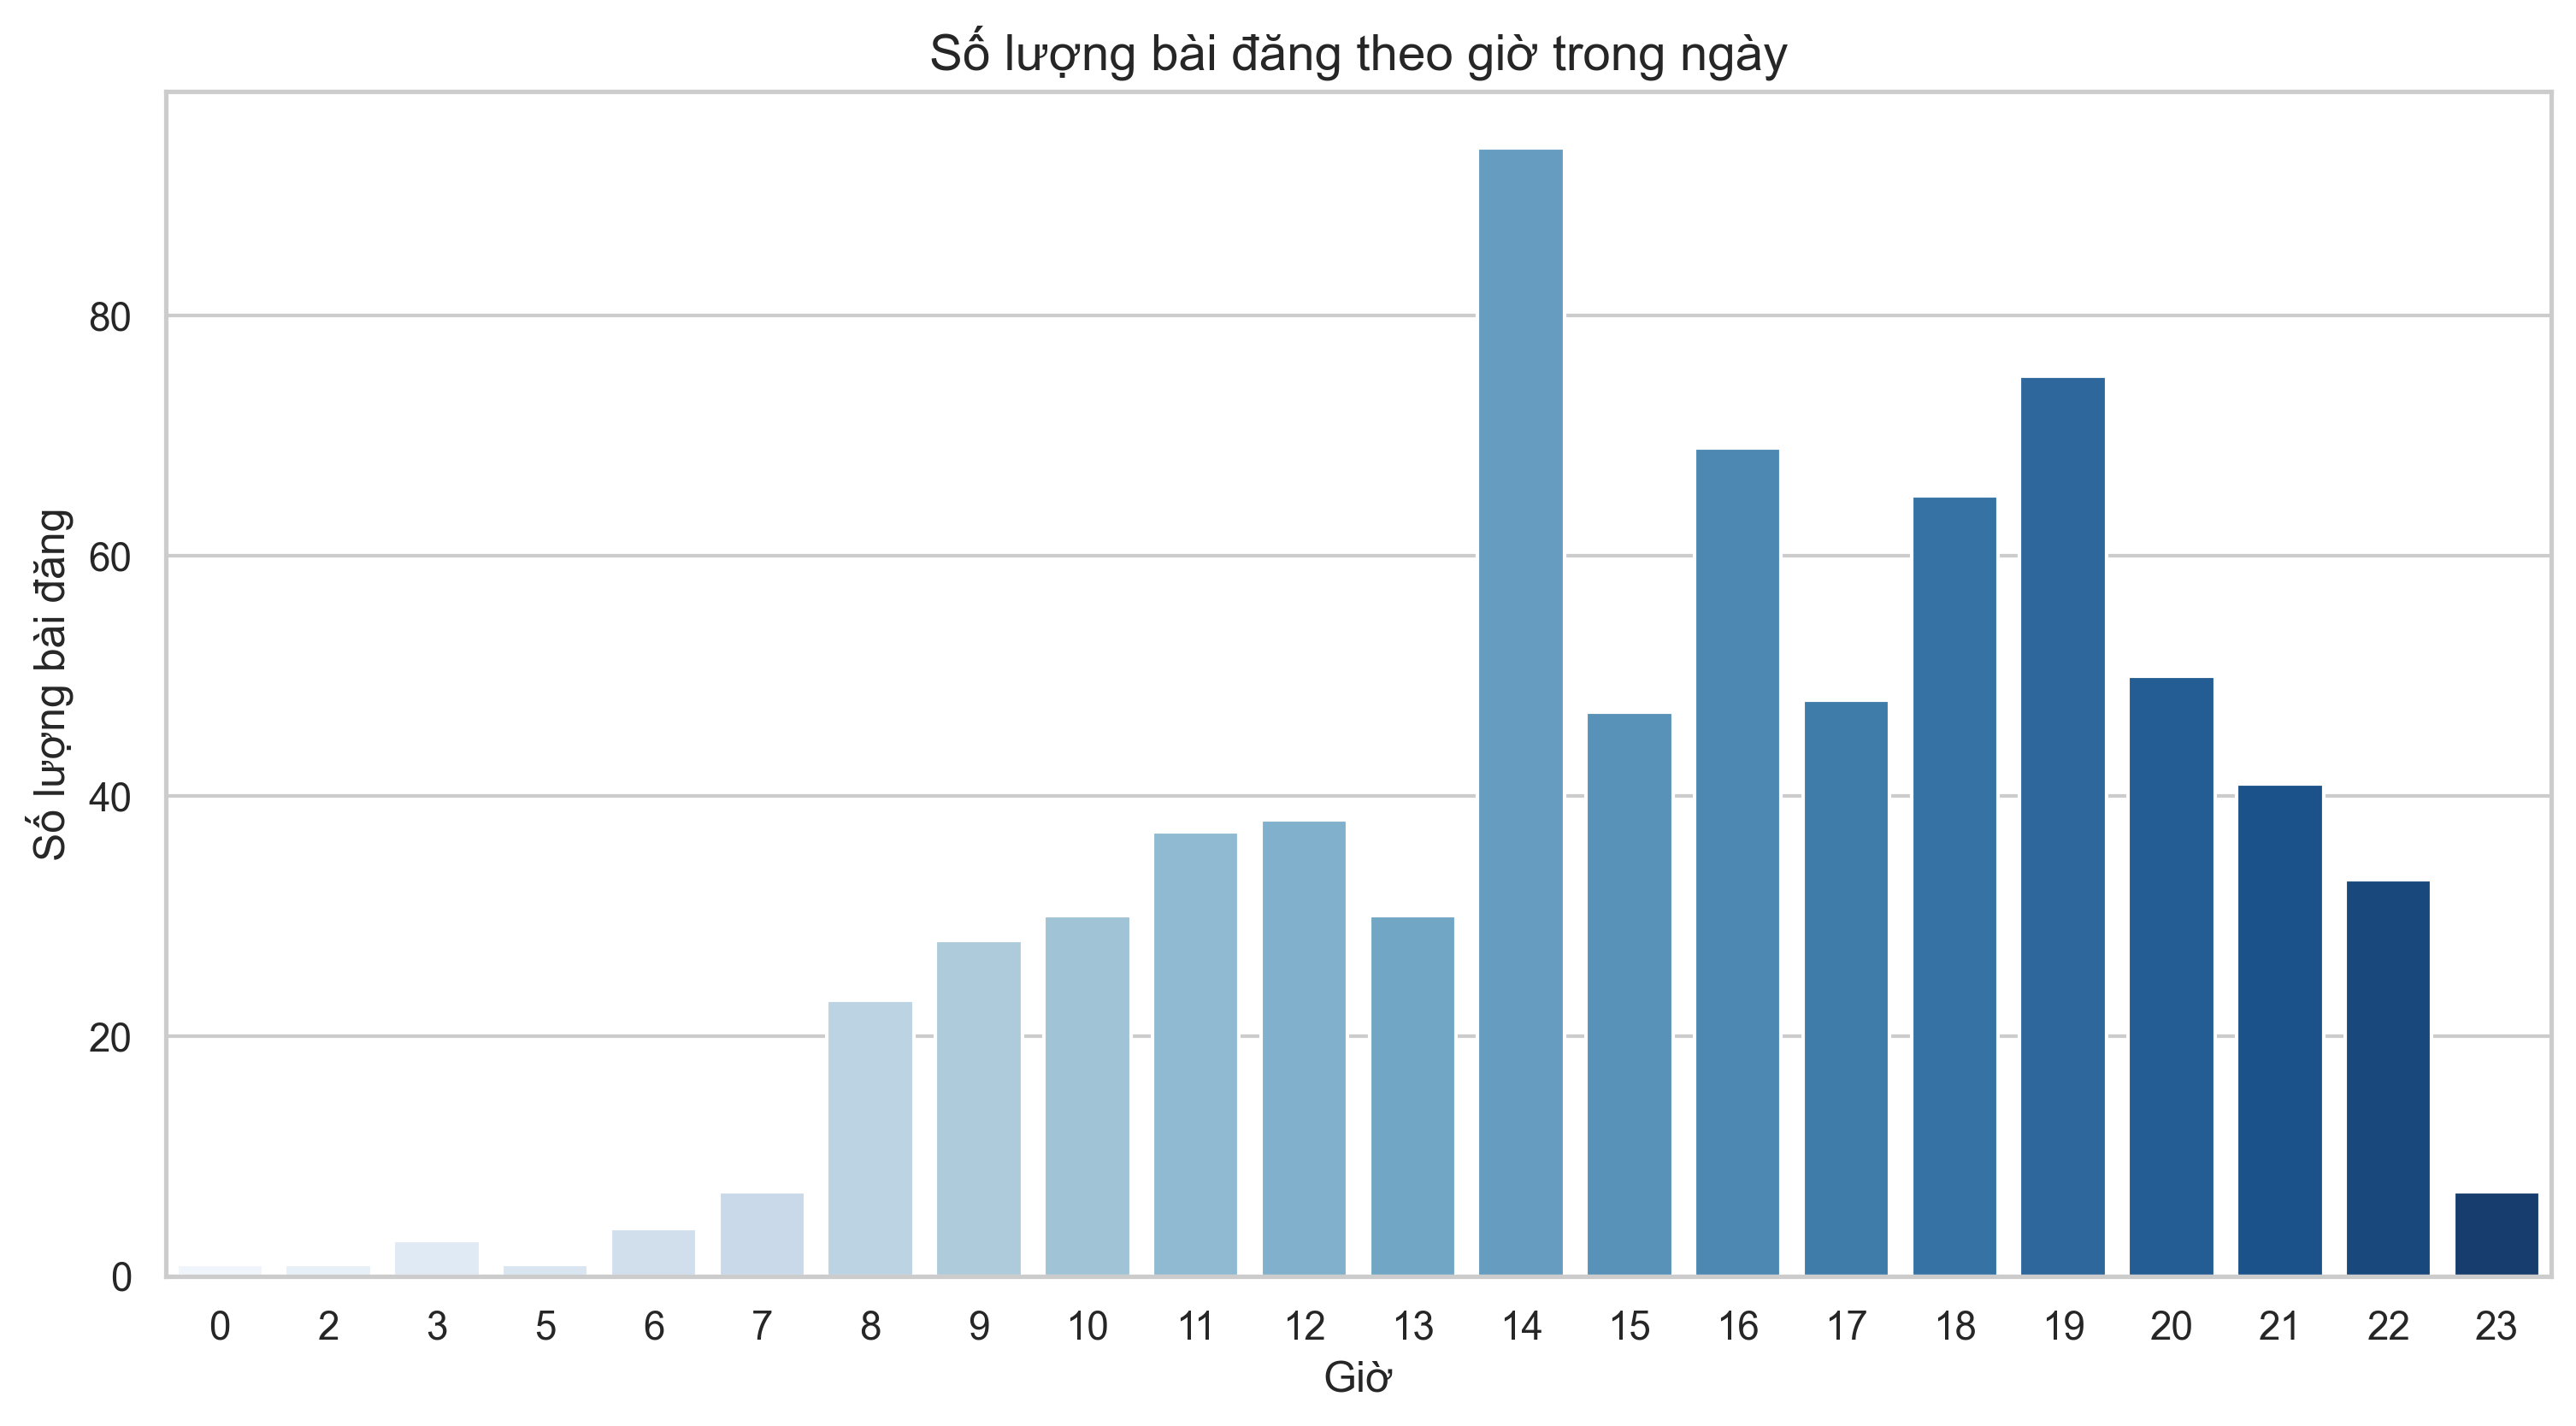 Số lượng bài đăng theo giờ trong ngày
Số lượng bài đăng
80
60
40
20
0
0 2 3 5 6 7 8 9 10 11 12 13 14 15 16 17 18 19 20 21 22 23
Giờ